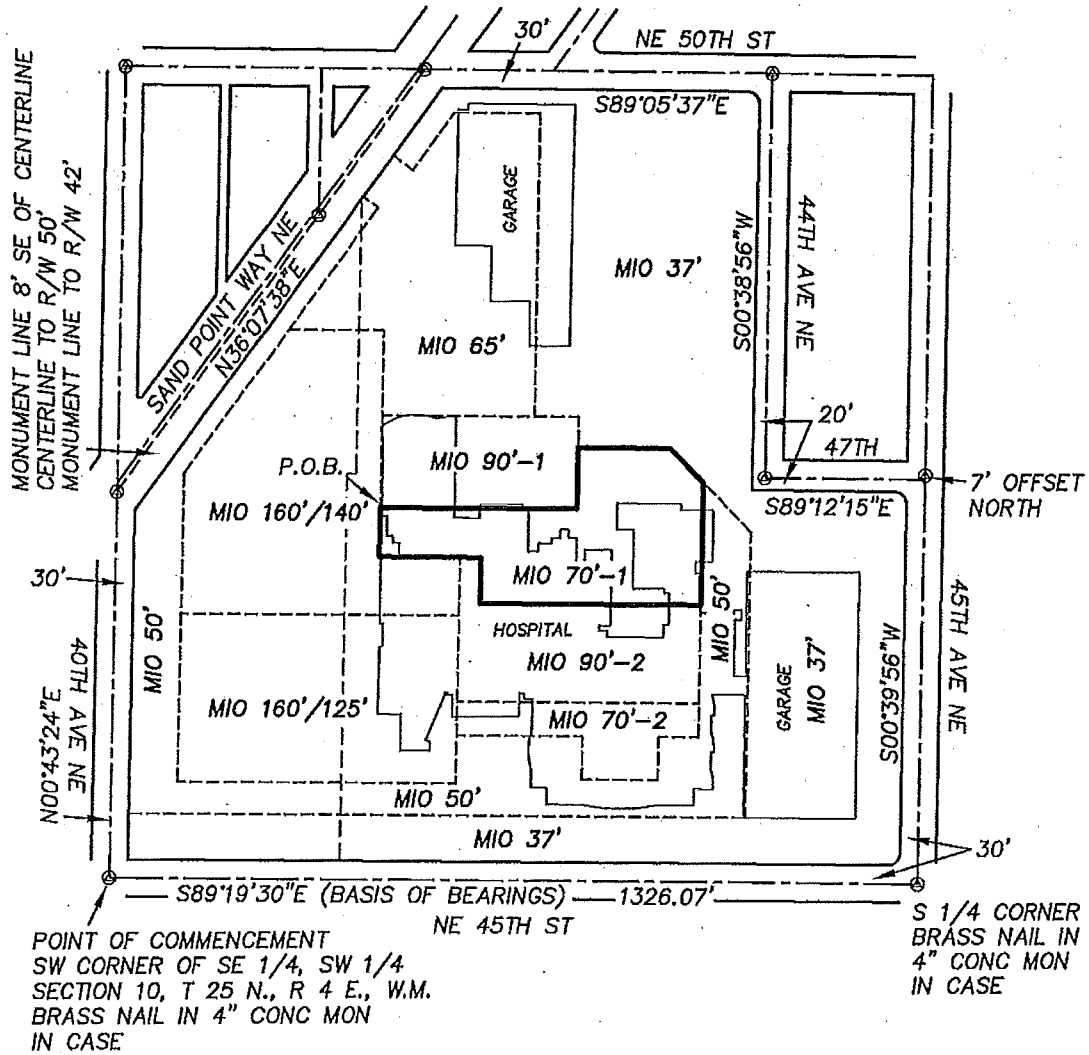 30'
NE 50TH ST
S89°05'37"E
MONUMENT LINE 8' SE OF CENTERLINE
CENTERLINE TO R/W 50'
MONUMENT LINE TO R/W 42'
SAND POINT WAY NE
N36°07'38"E
GARAGE
MIO 37'
S00°38'56"W
44TH AVE NE
MIO 65'
20'
47TH
P.O.B.
MIO 90'-1
7' OFFSET
NORTH
MIO 160'/140'
S89°12'15"E
30'
MIO 70'-1
MIO 50'
MIO 50'
HOSPITAL
MIO 90'-2
40TH AVE NE
N00°43'24"E
GARAGE
MIO 37"
S00°39'56"W
45TH AVE NE
MIO 160'/125'
MIO 70'-2
MIO 50'
MIO 37'
30'
S89°19'30"E (BASIS OF BEARINGS) 1326.07'
NE 45TH ST
POINT OF COMMENCEMENT
SW CORNER OF SE 1/4, SW 1/4
SECTION 10, T 25 N., R 4 E., W.M.
BRASS NAIL IN 4" CONC MON
IN CASE
S 1/4 CORNER
BRASS NAIL IN
4" CONC MON
IN CASE